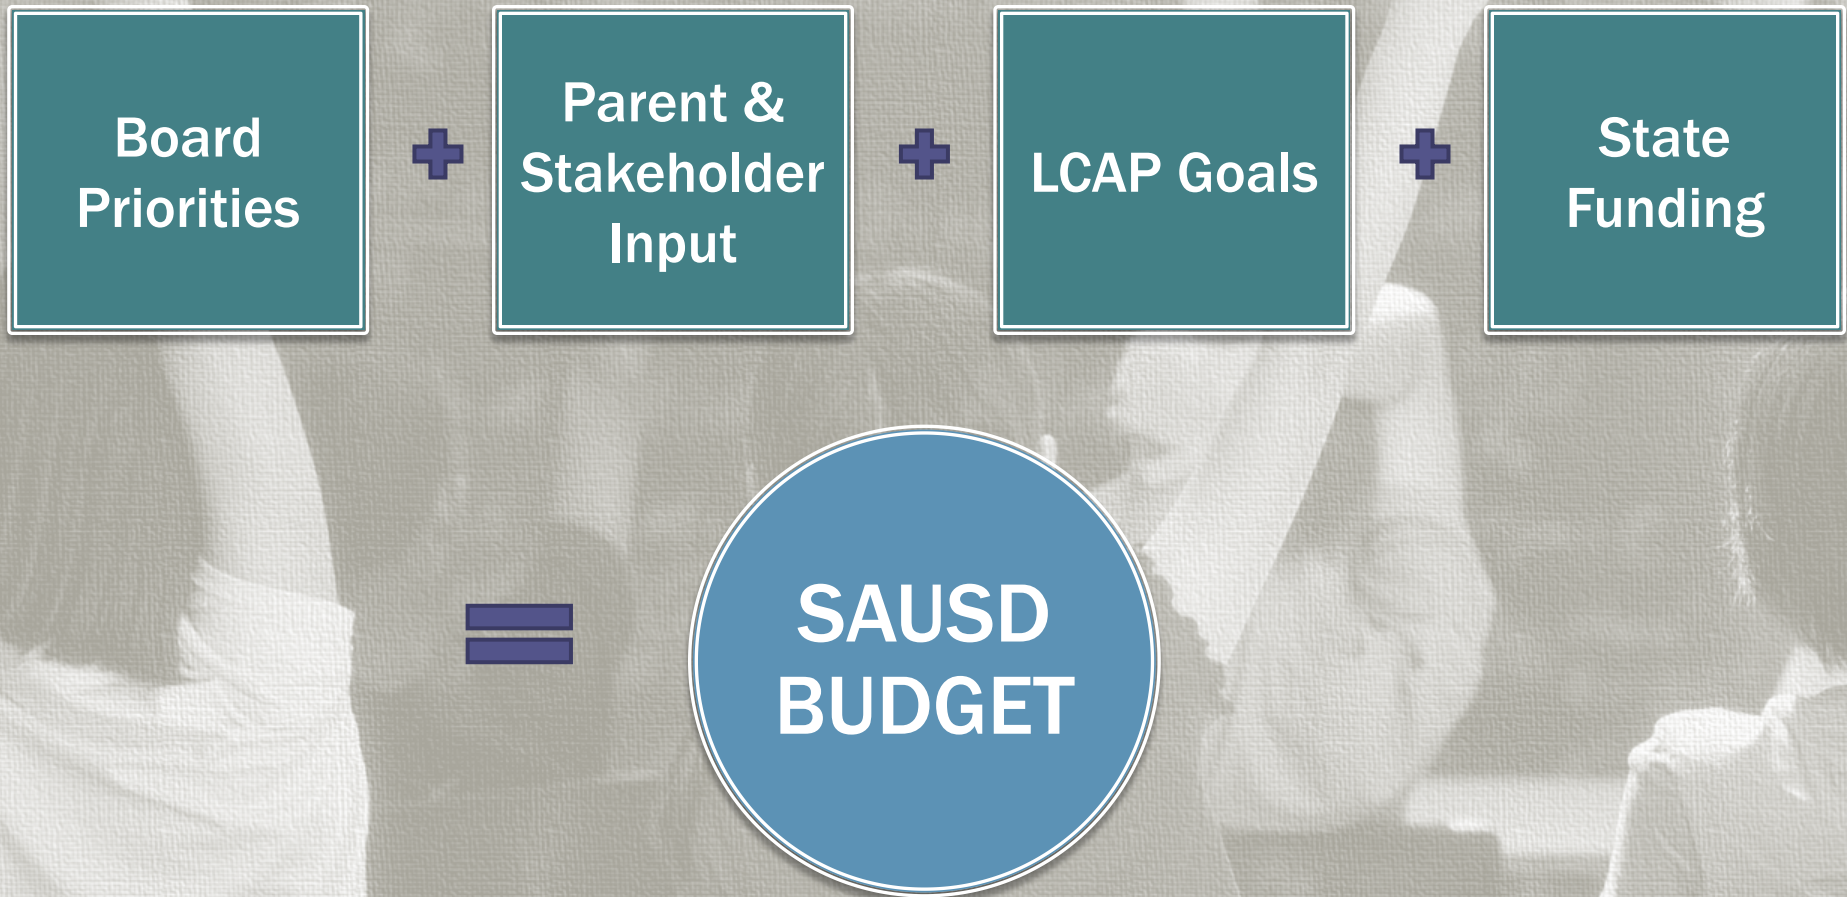 Board
Priorities
Parent &
Stakeholder
Input
LCAP Goals
State
Funding
SAUSD
BUDGET